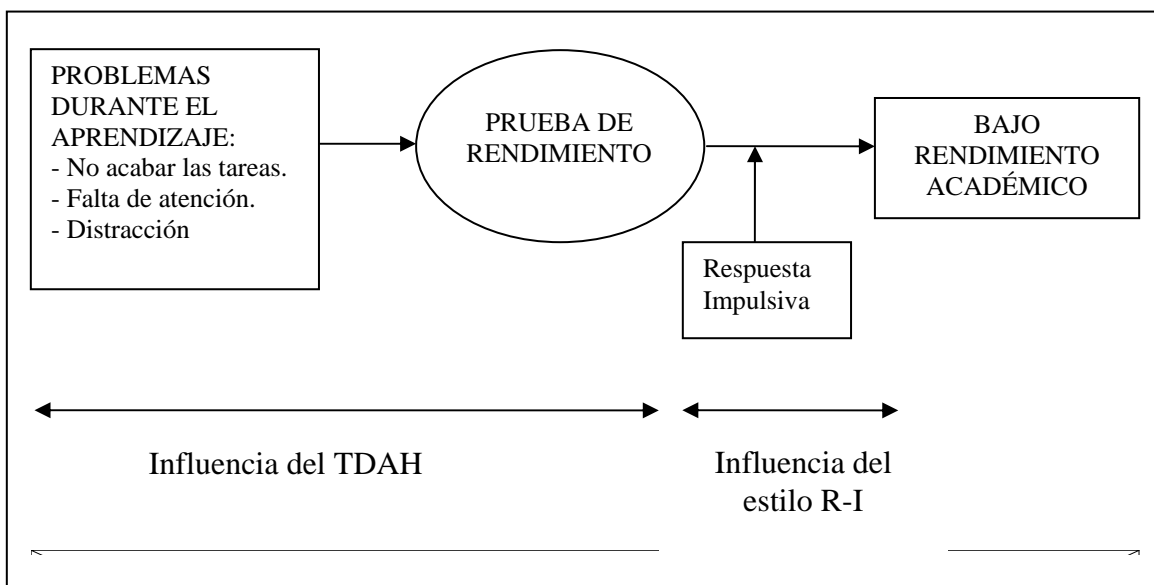 PROBLEMAS
DURANTE EL
APRENDIZAJE:
- No acabar las tareas.
- Falta de atención.
- Distracción
PRUEBA DE
RENDIMIENTO
BAJO
RENDIMIENTO
ACADÉMICO
Respuesta
Impulsiva
Influencia del TDAH
Influencia del
estilo R-I